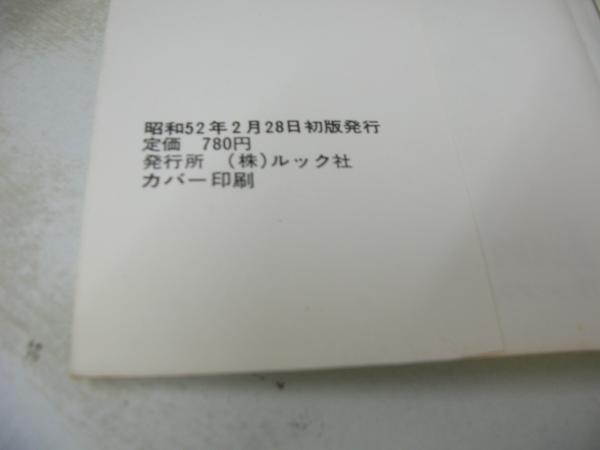 昭和52年2月28日初版発行
定価　780円
発行所　(株)ルック社
カバー印刷